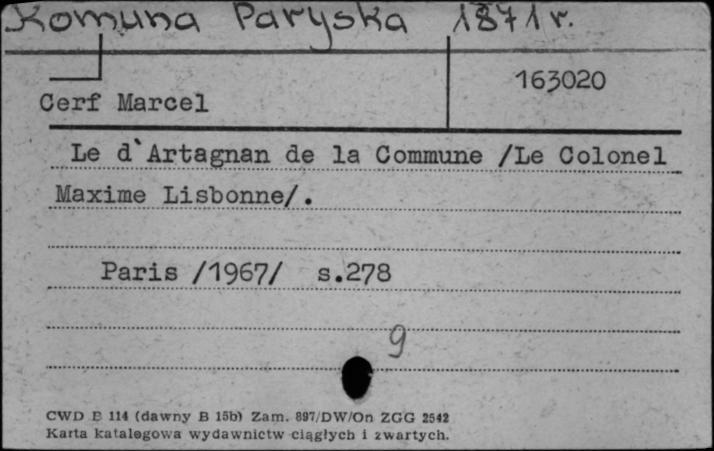 Komuna Paryska 1871r.
163020
Cerf Marcel
Le d`Artagnan de la Commune /Le Colonel
Maxime Lisbonne/.
Paris /1967/ s.278
9
CWD B 114 (dawny B 15b) Zam. 897/DW/On ZGG 2542
Karta katalogowa wydawnictw ciągłych i zwartych.